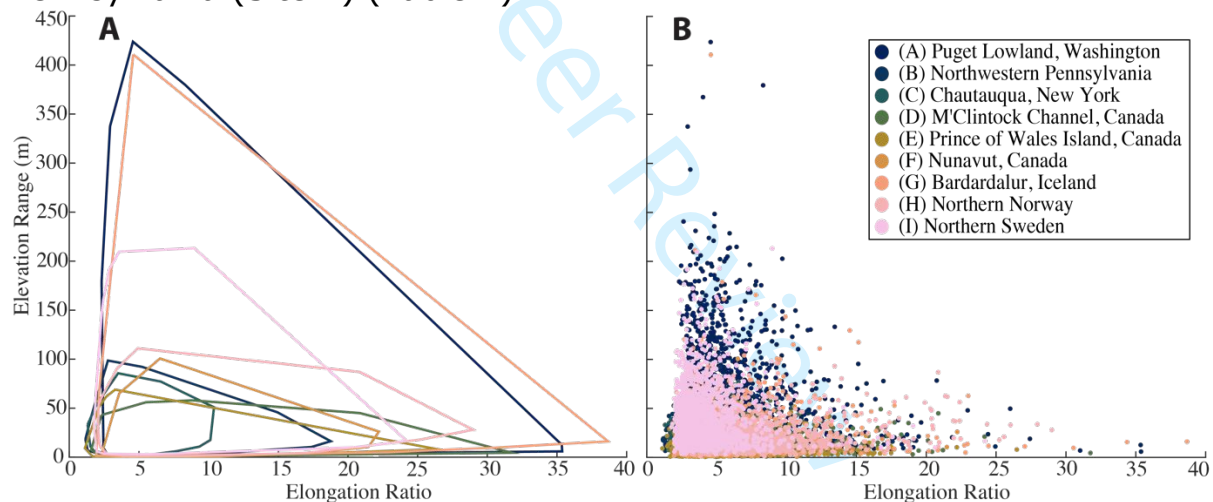 A
450
400
350
300
250
200
150
100
50
0
Elevation Range (m)
0 5 10 15 20 25 30 35 40
Elongation Ratio
B
(A) Puget Lowland, Washington
(B) Northwestern Pennsylvania
(C) Chautauqua, New York
(D) M'Clintock Channel, Canada
(E) Prince of Wales Island, Canada
(F) Nunavut, Canada
(G) Bardardalur, Iceland
(H) Northern Norway
(I) Northern Sweden
0 5 10 15 20 25 30 35 40
Elongation Ratio
eer Review